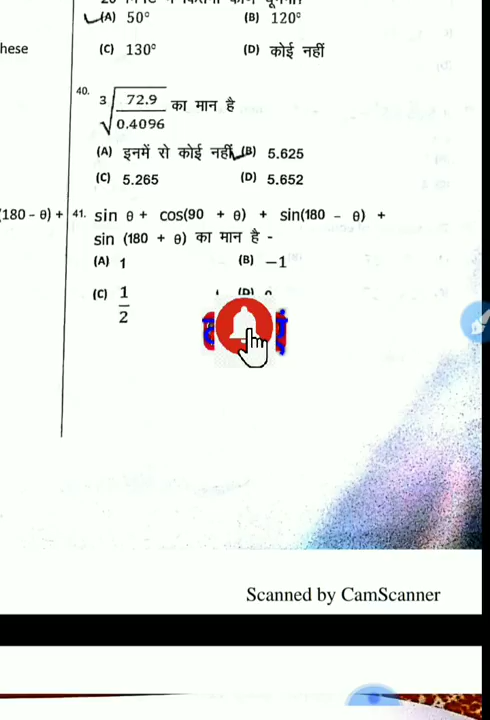 (A) 50° (B) 120°
hese
(C) 130° (D) कोई नहीं
40. ∛(72.9/0.4096) का मान है
(A) इनमें रो कोई नहीं (B) 5.625
(C) 5.265 (D) 5.652
(180 – θ) +
41. sin θ + cos(90 + θ) + sin(180 – θ) +
sin (180 + θ) का मान है -
(A) 1 (B) –1
(C) 1/2 (D)
Scanned by CamScanner